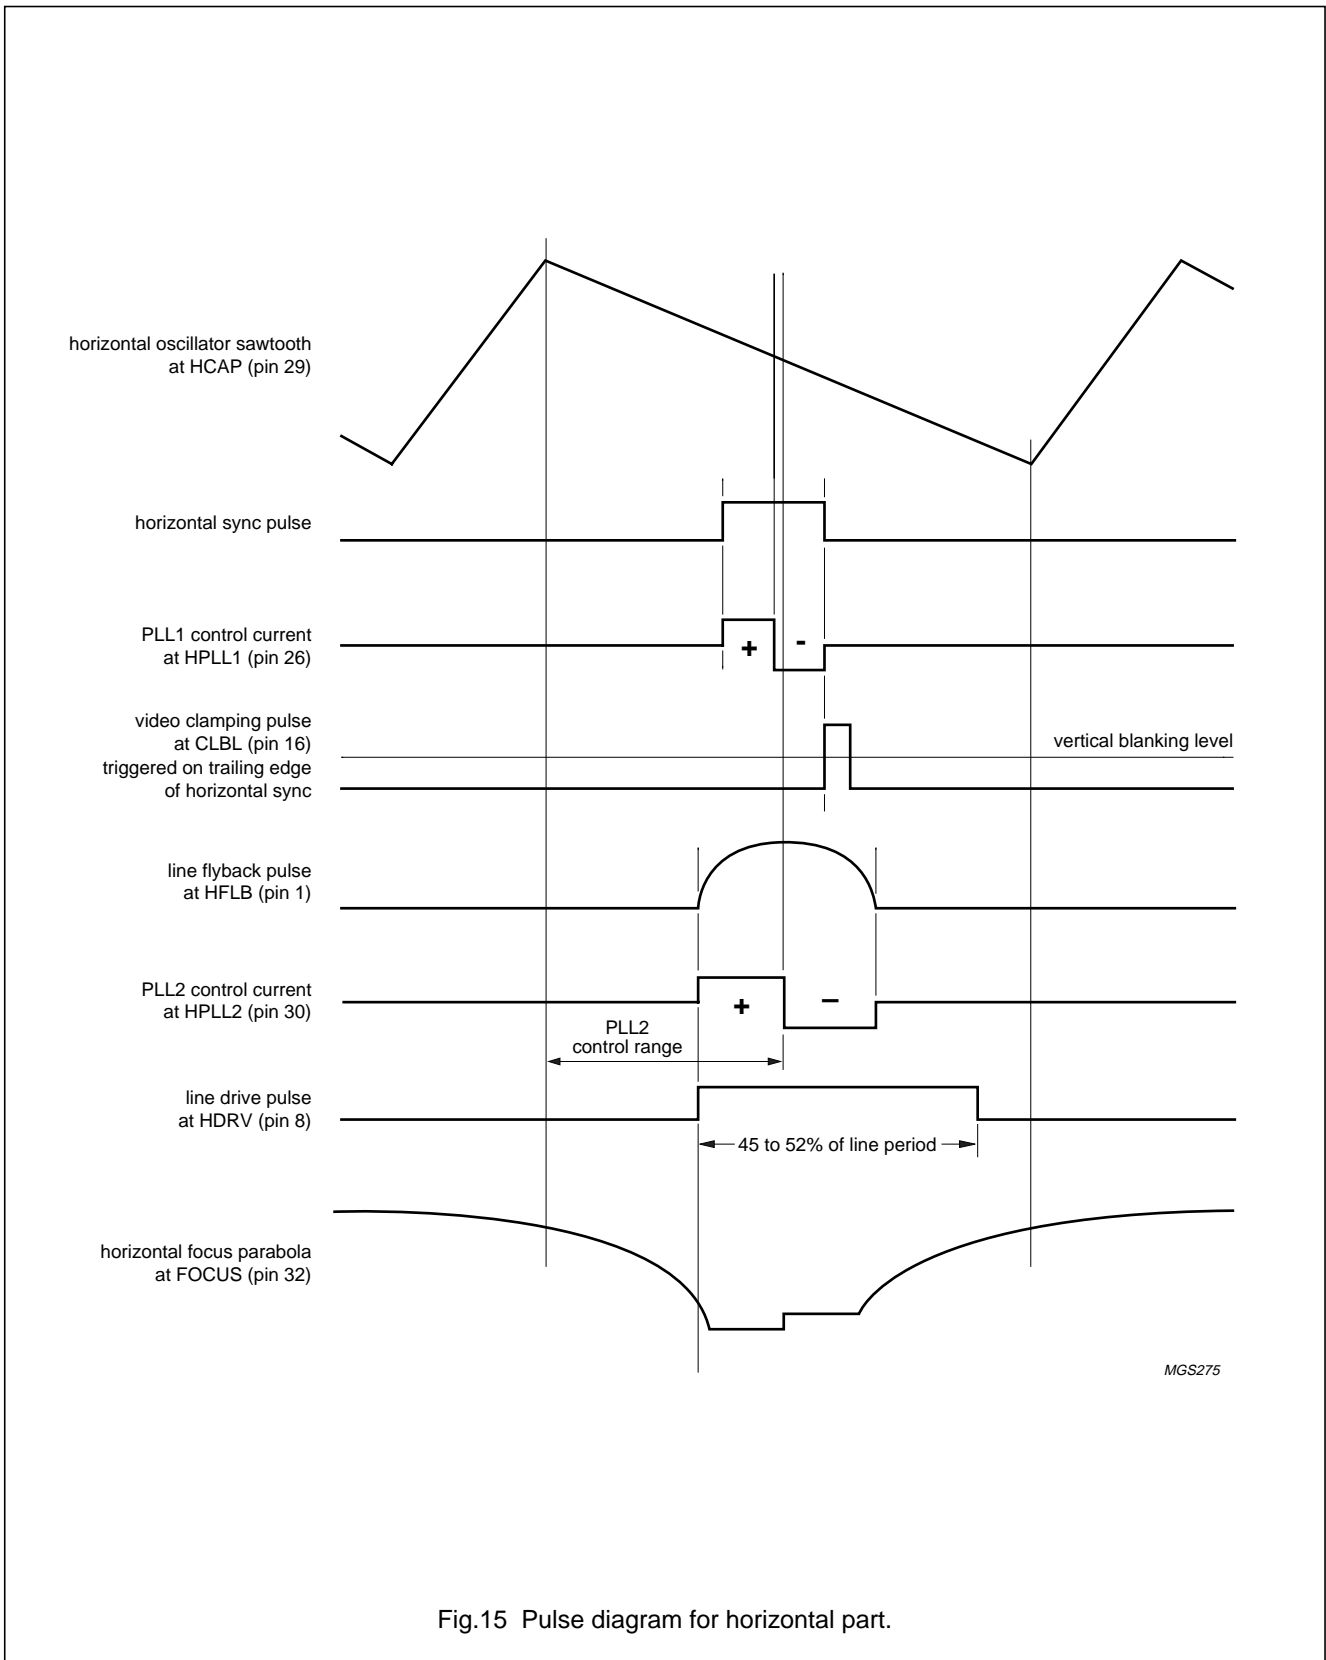 horizontal oscillator sawtooth
at HCAP (pin 29)
horizontal sync pulse
PLL1 control current
at HPLL1 (pin 26)
+
-
video clamping pulse
at CLBL (pin 16)
triggered on trailing edge
of horizontal sync
vertical blanking level
line flyback pulse
at HFLB (pin 1)
PLL2 control current
at HPLL2 (pin 30)
+
−
PLL2
control range
line drive pulse
at HDRV (pin 8)
45 to 52% of line period
horizontal focus parabola
at FOCUS (pin 32)
MGS275
Fig.15 Pulse diagram for horizontal part.